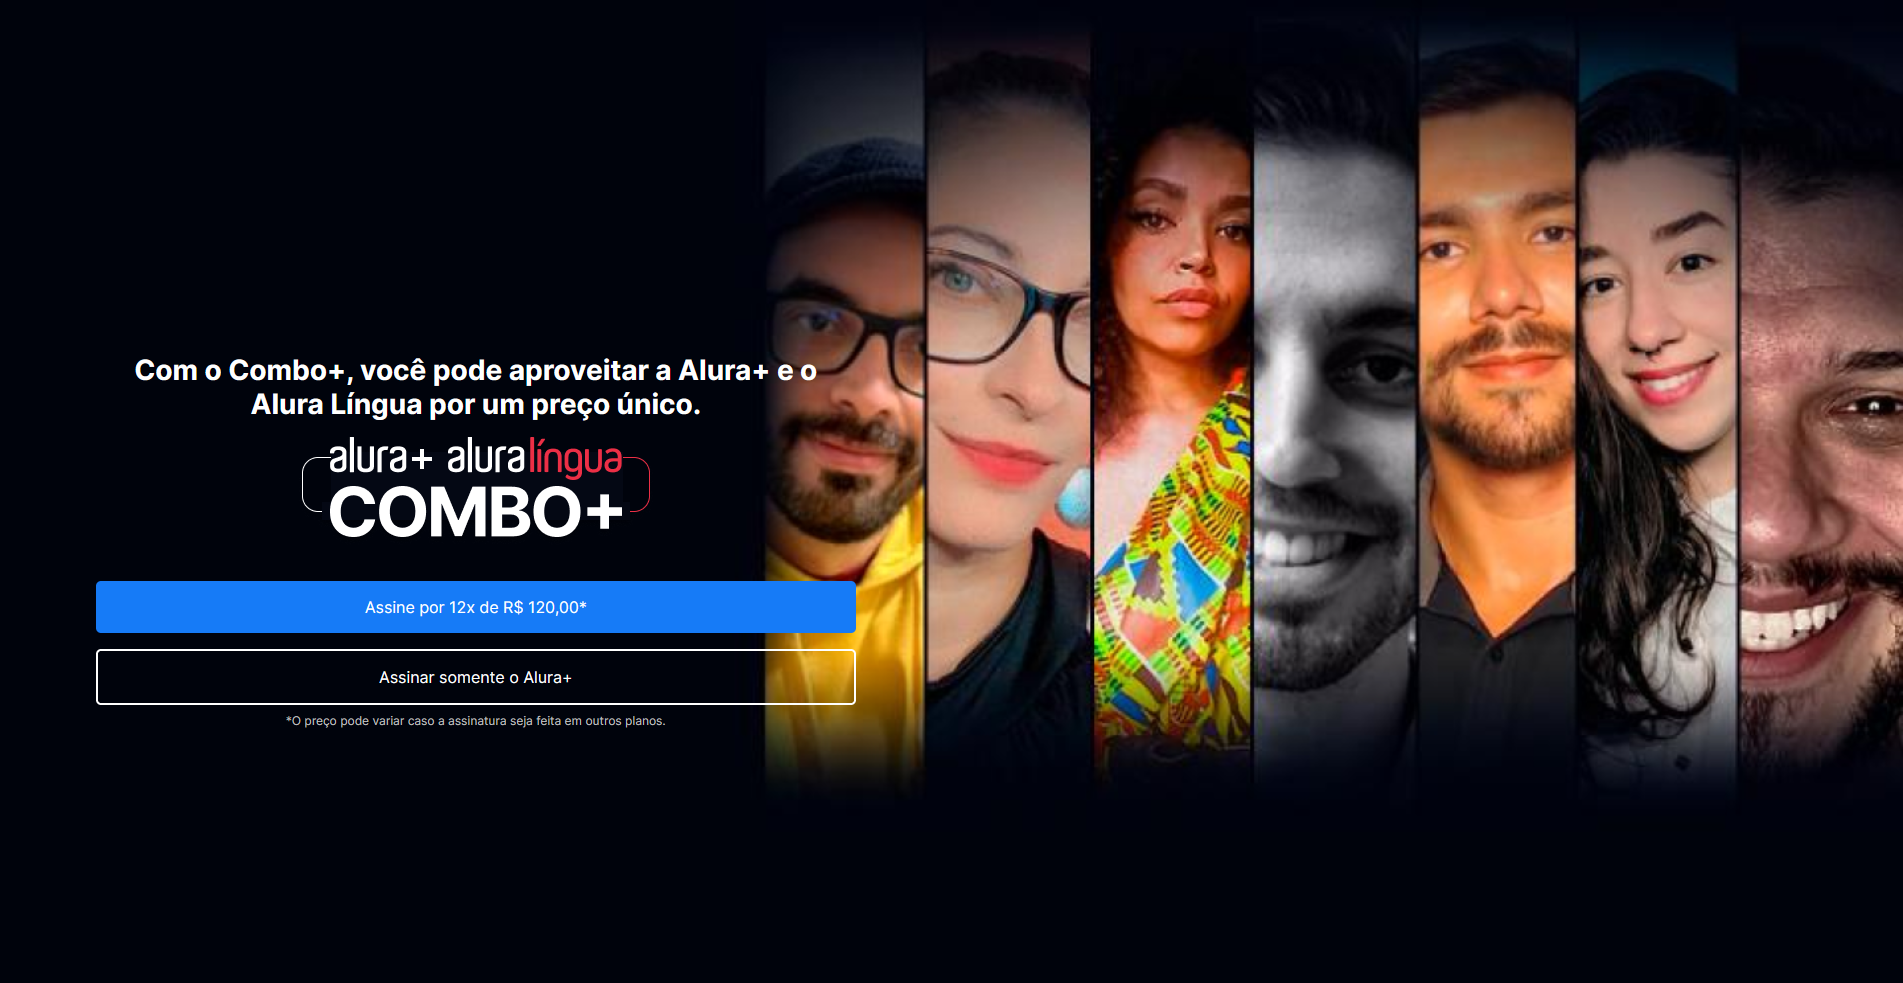 Com o Combo+, você pode aproveitar a Alura+ e o
Alura Língua por um preço único.
alura+ aluralíngua
COMBO+
Assine por 12x de R$ 120,00*
Assinar somente o Alura+
*O preço pode variar caso a assinatura seja feita em outros planos.